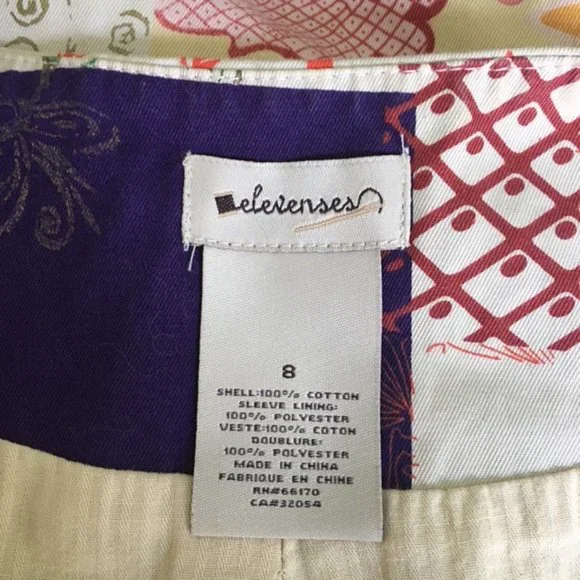 elevenses
8
SHELL:100% COTTON
SLEEVE LINING:
100% POLYESTER
VESTE:100% COTON
DOUBLURE:
100% POLYESTER
MADE IN CHINA
FABRIQUE EN CHINE
RN#66170
CA#32054